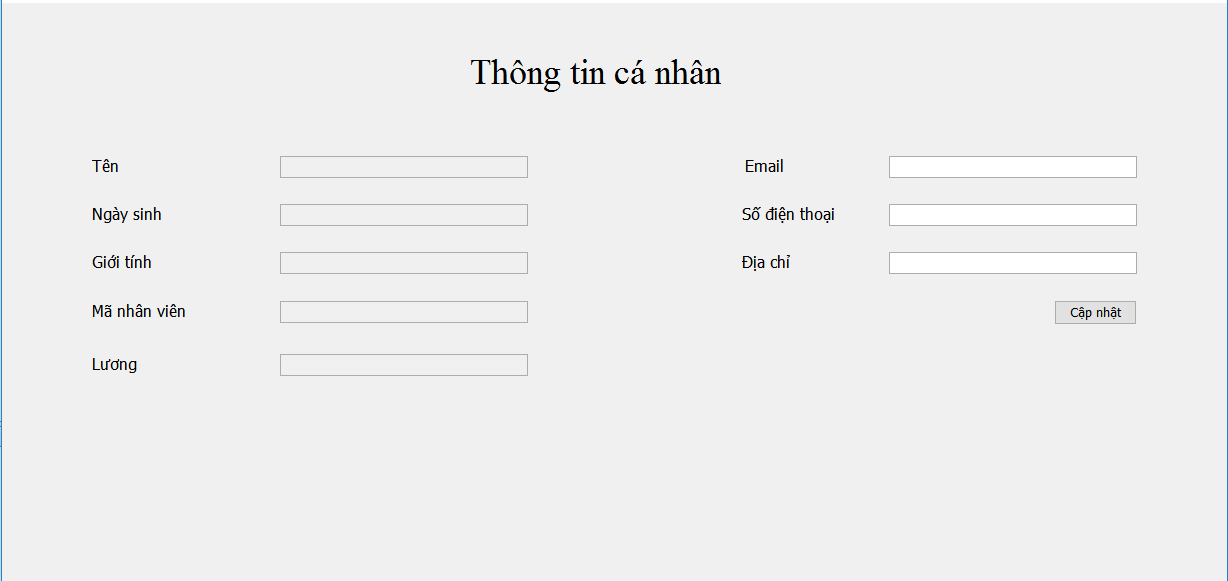 Thông tin cá nhân
Tên
Email
Ngày sinh
Số điện thoại
Giới tính
Địa chỉ
Mã nhân viên
Cập nhật
Lương